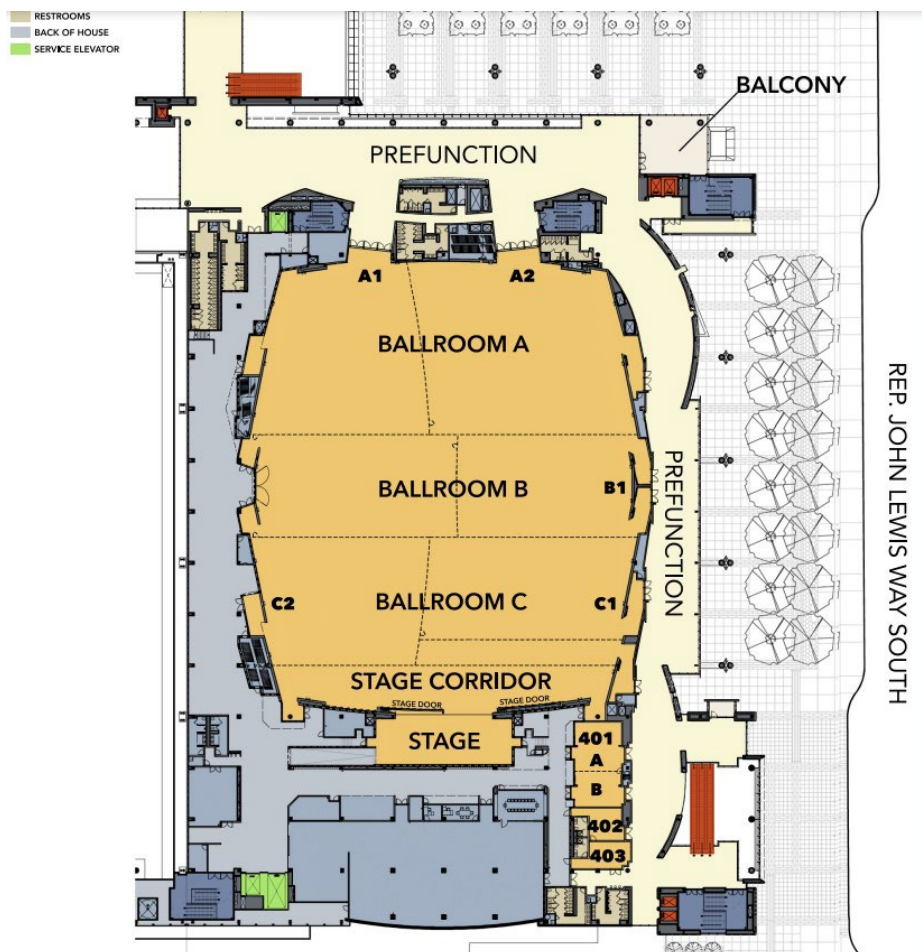 RESTROOMS
BACK OF HOUSE
SERVICE ELEVATOR
BALCONY
PREFUNCTION
A1
A2
BALLROOM A
BALLROOM B
B1
PREFUNCTION
REP. JOHN LEWIS WAY SOUTH
C2
BALLROOM C
C1
STAGE CORRIDOR
STAGE DOOR
STAGE DOOR
STAGE
401
A
B
402
403